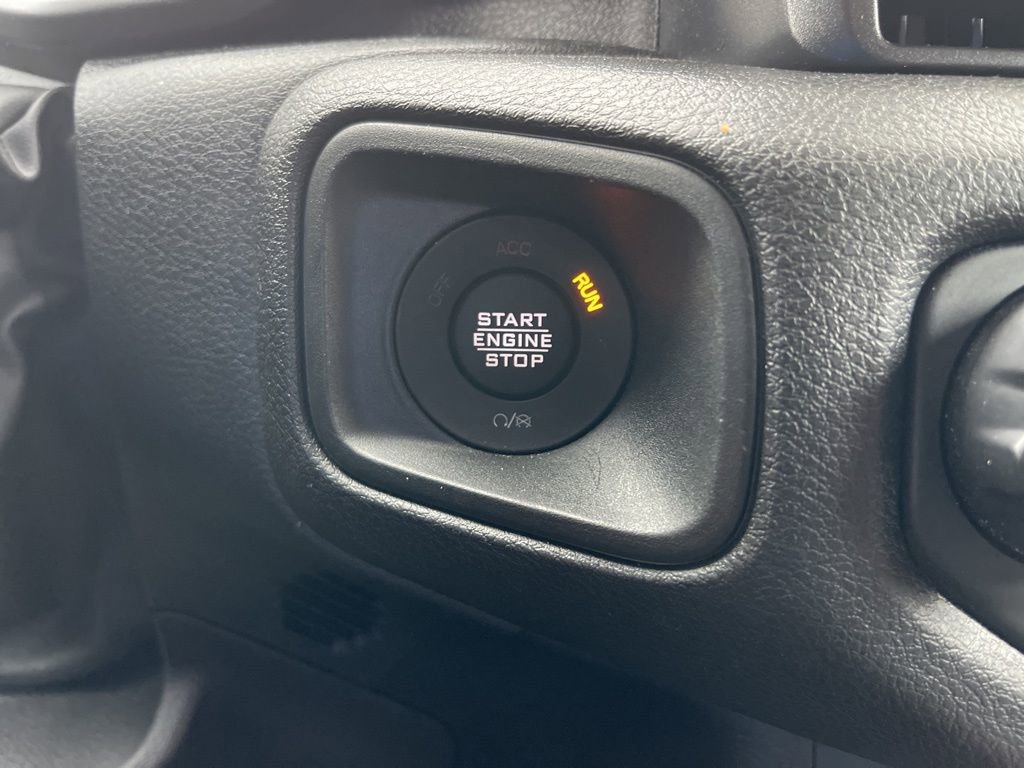 ACC
OFF
RUN
START
ENGINE
STOP